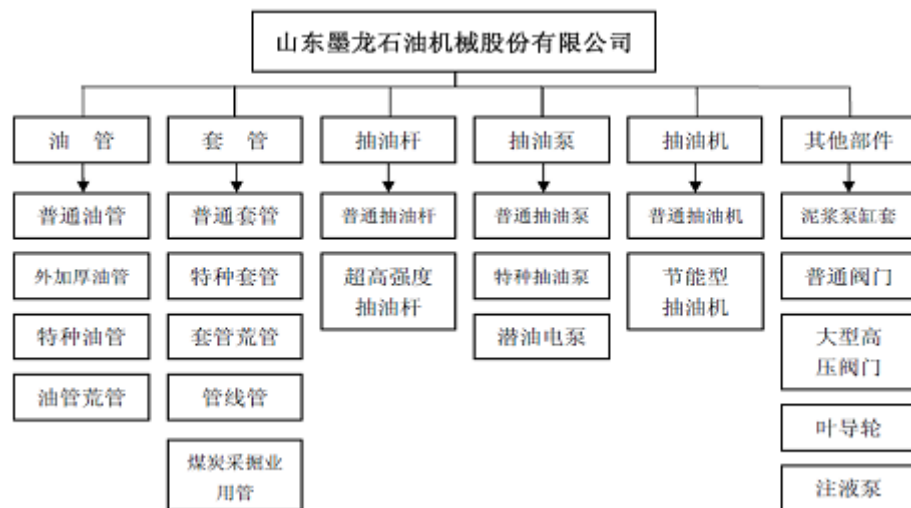 山东墨龙石油机械股份有限公司
油 管
套 管
抽油杆
抽油泵
抽油机
其他部件
普通油管
普通套管
普通抽油杆
普通抽油泵
普通抽油机
泥浆泵缸套
外加厚油管
特种套管
超高强度
抽油杆
特种抽油泵
节能型
抽油机
普通阀门
特种油管
套管荒管
潜油电泵
大型高
压阀门
油管荒管
管线管
叶导轮
煤炭采掘业
用管
注液泵